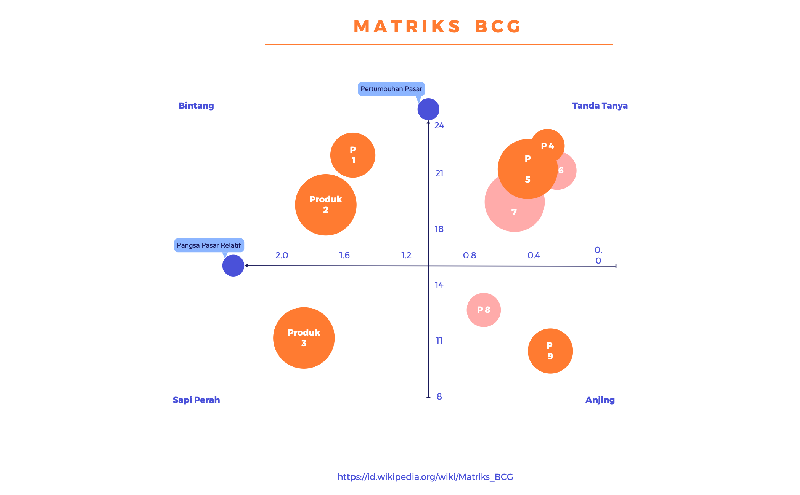 MATRIKS BCG
Pertumbuhan Pasar
Bintang
Tanda Tanya
24
P
1
P 4
P
5
6
21
Produk
2
7
18
Pangsa Pasar Relatif
2.0
1.6
1.2
0.8
0.4
0.
0
14
P 8
Produk
3
11
P
9
8
Sapi Perah
Anjing
https://id.wikipedia.org/wiki/Matriks_BCG